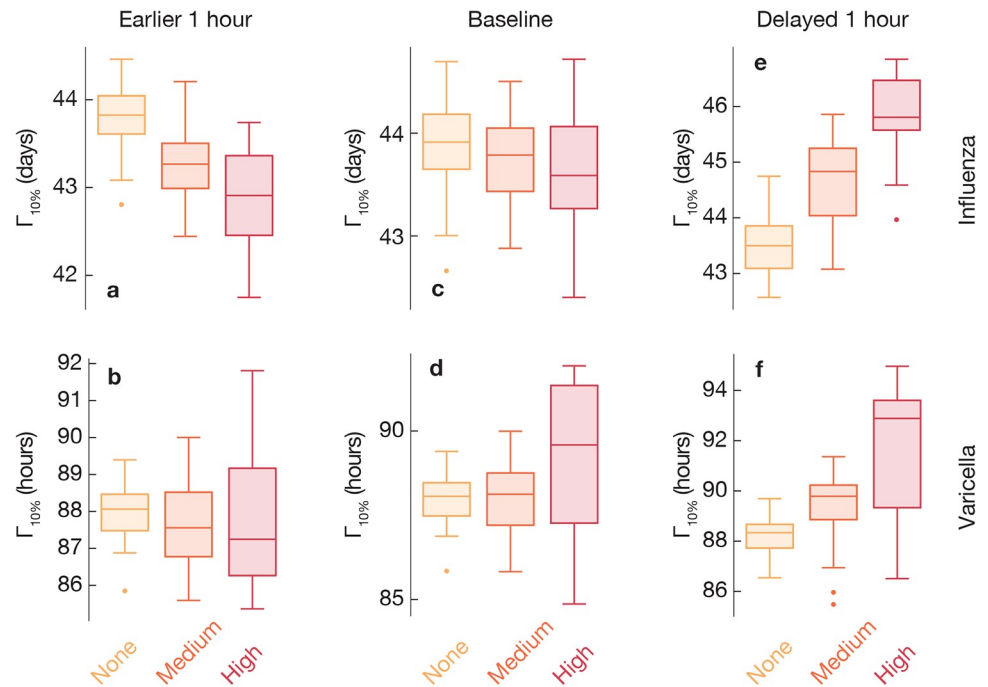 Earlier 1 hour
Baseline
Delayed 1 hour
44
43
42
Γ10% (days)
a
44
43
Γ10% (days)
c
46
45
44
43
Γ10% (days)
e
Influenza
92
91
90
89
88
87
86
Γ10% (hours)
b
90
85
Γ10% (hours)
d
94
92
90
88
86
Γ10% (hours)
f
Varicella
None
Medium
High
None
Medium
High
None
Medium
High